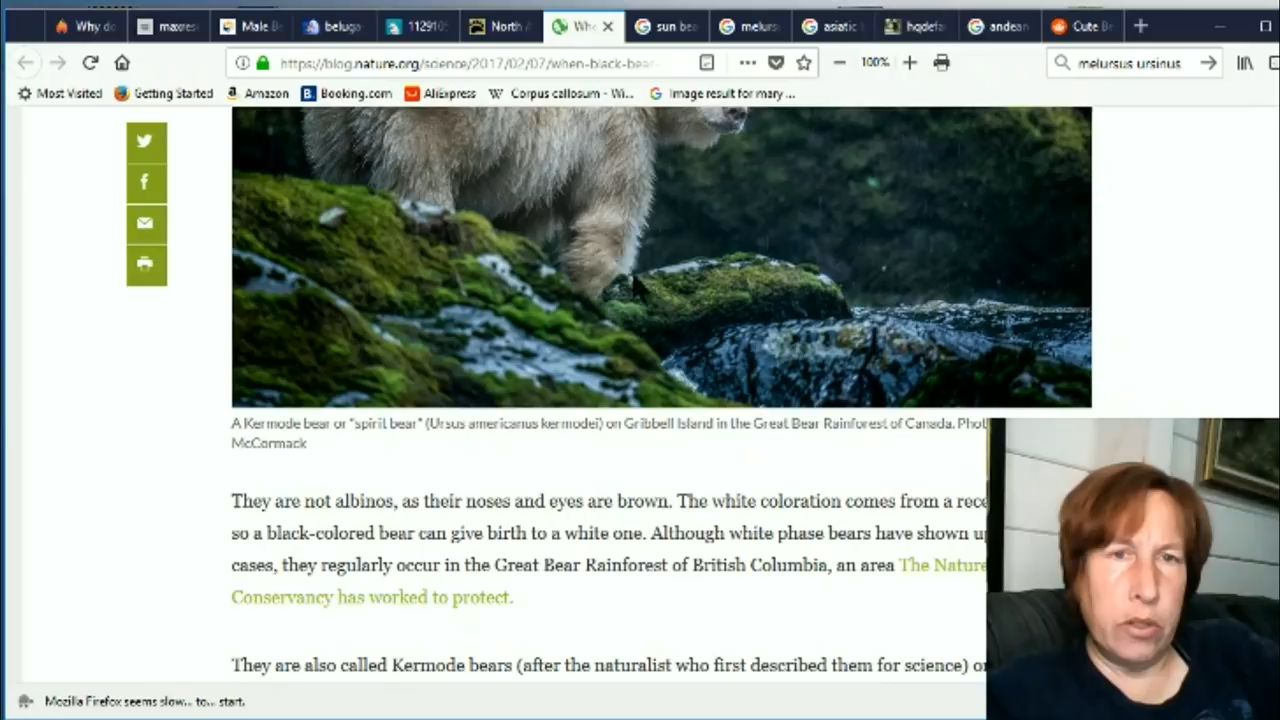 Why do
maxres
Male B
beluga
11291
North
Whe
sun bea
melurs
asiatic
hqdefa
andean
Cute Be
https://blog.nature.org/science/2017/02/07/when-black-bear-
100%
melursus ursinus
Most Visited Getting Started Amazon Booking.com AliExpress Corpus callosum - Wi... Image result for mary ...
A Kermode bear or "spirit bear" (Ursus americanus kermodei) on Gribbell Island in the Great Bear Rainforest of Canada. Phot
McCormack
They are not albinos, as their noses and eyes are brown. The white coloration comes from a rece
so a black-colored bear can give birth to a white one. Although white phase bears have shown u
cases, they regularly occur in the Great Bear Rainforest of British Columbia, an area The Nature
Conservancy has worked to protect.
They are also called Kermode bears (after the naturalist who first described them for science) o
Mozilla Firefox seems slow... to... start.